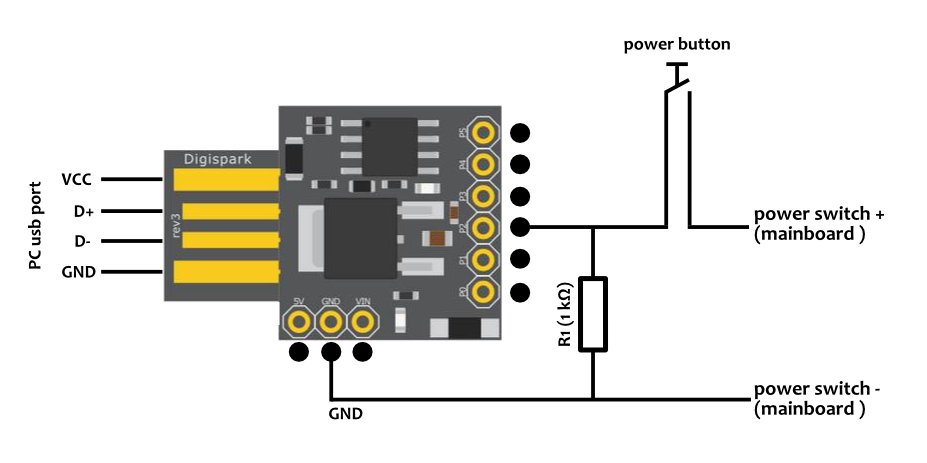 power button
Digispark
rev3
PC usb port
VCC
D+
D-
GND
P5
P4
P3
P2
P1
P0
5V
GND
VIN
power switch +
(mainboard )
R1 (1 kΩ)
power switch -
(mainboard )
GND